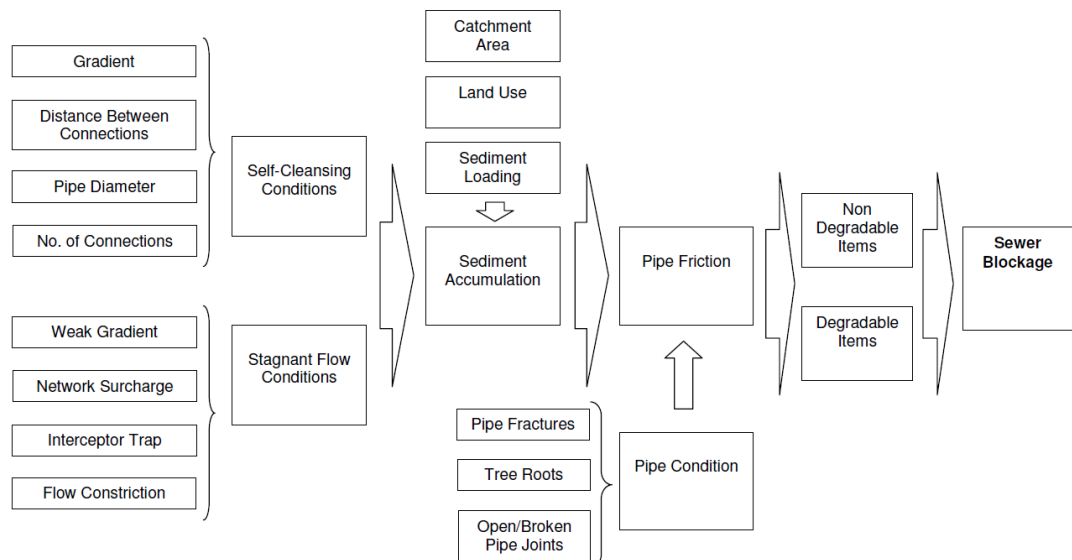 Gradient
Distance Between
Connections
Pipe Diameter
No. of Connections
Self-Cleansing
Conditions
Weak Gradient
Network Surcharge
Interceptor Trap
Flow Constriction
Stagnant Flow
Conditions
Catchment
Area
Land Use
Sediment
Loading
Sediment
Accumulation
Pipe Friction
Pipe Fractures
Tree Roots
Open/Broken
Pipe Joints
Pipe Condition
Non
Degradable
Items
Degradable
Items
Sewer
Blockage